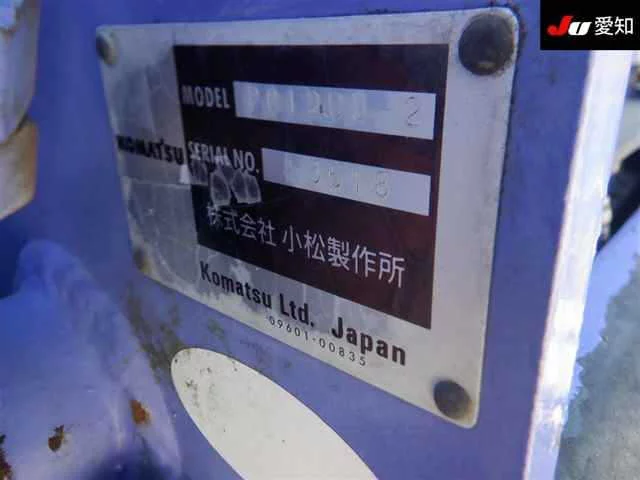 JU 愛知
MODEL
KOMATSU
SERIAL NO.
株式会社 小松製作所
Komatsu Ltd. Japan
09601-00835